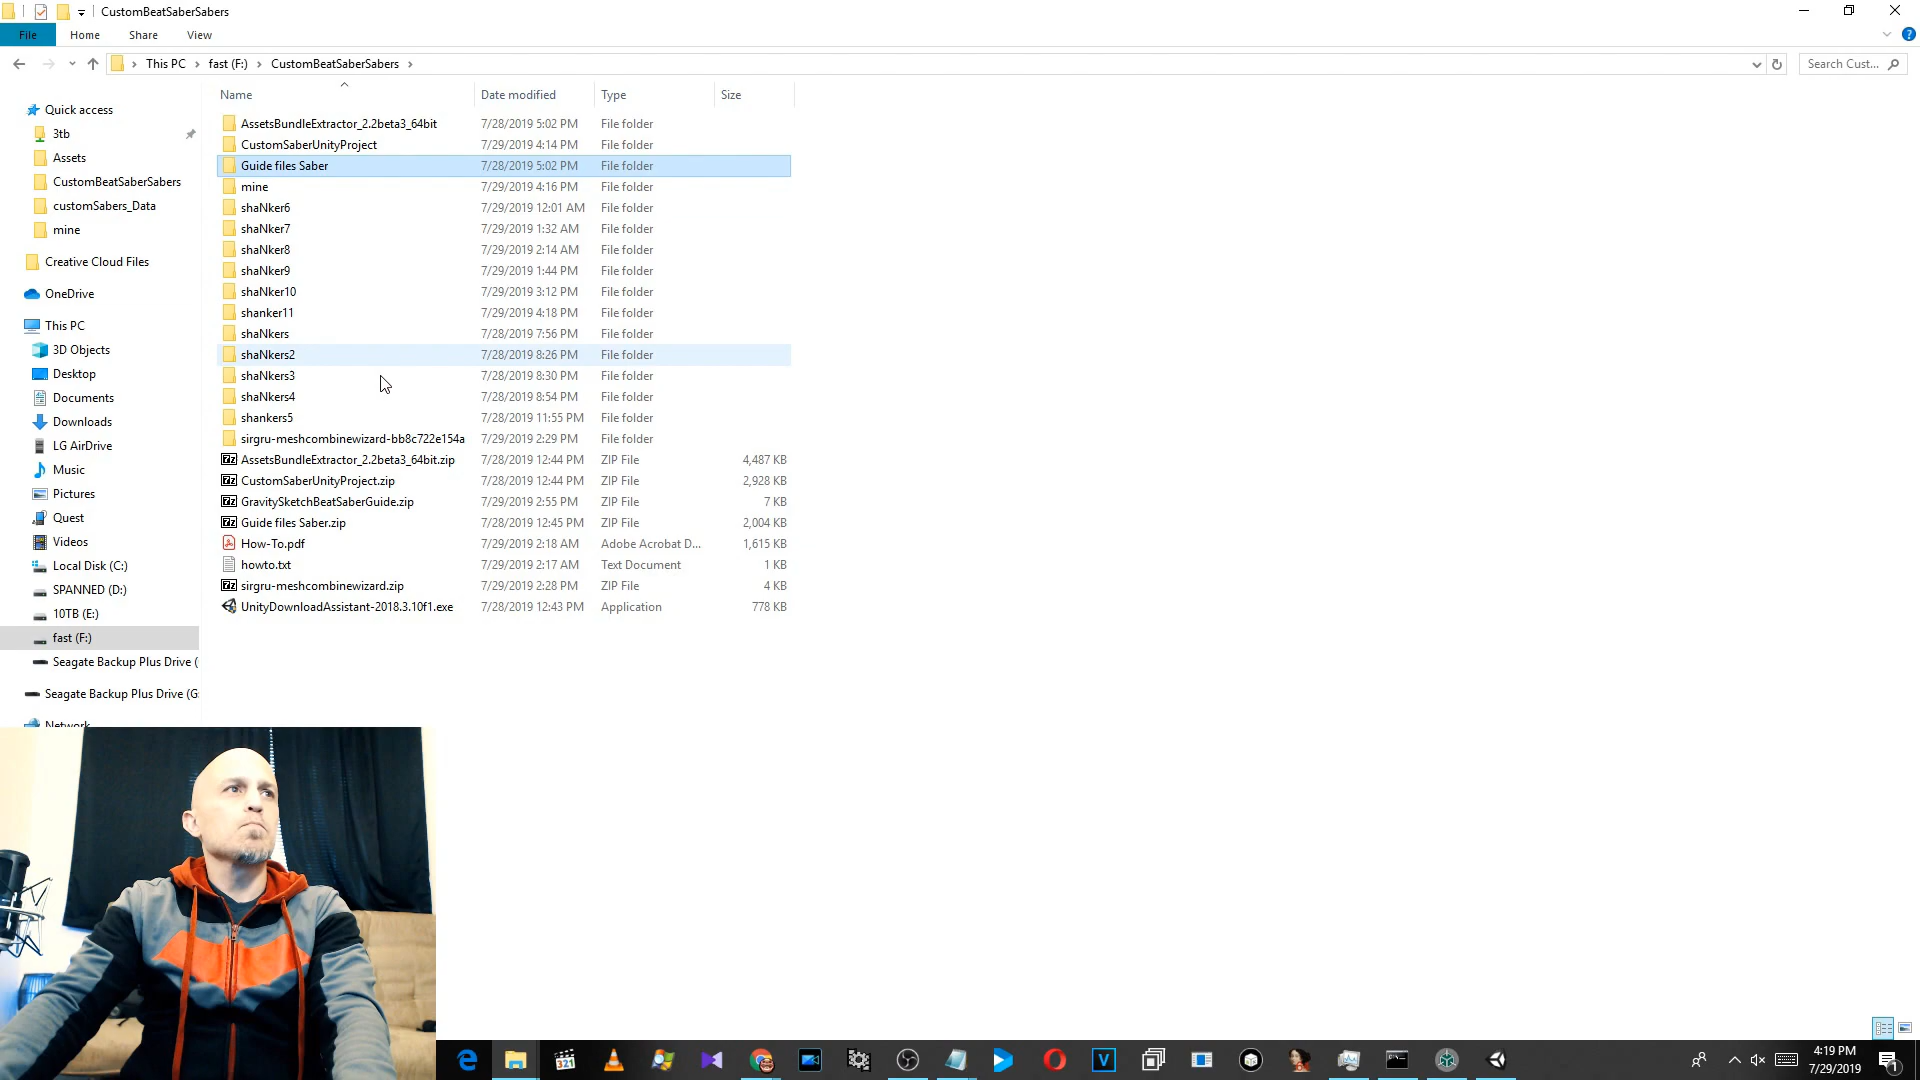 CustomBeatSaberSabers
File Home Share View
This PC fast (F:) CustomBeatSaberSabers
Search Cust...
Name Date modified Type Size
AssetsBundleExtractor_2.2beta3_64bit 7/28/2019 5:02 PM File folder
CustomSaberUnityProject 7/29/2019 4:14 PM File folder
Guide files Saber 7/28/2019 5:02 PM File folder
mine 7/29/2019 4:16 PM File folder
shaNker6 7/29/2019 12:01 AM File folder
shaNker7 7/29/2019 1:32 AM File folder
shaNker8 7/29/2019 2:14 AM File folder
shaNker9 7/29/2019 1:44 PM File folder
shaNker10 7/29/2019 3:12 PM File folder
shanker11 7/29/2019 4:18 PM File folder
shaNkers 7/28/2019 7:56 PM File folder
shaNkers2 7/28/2019 8:26 PM File folder
shaNkers3 7/28/2019 8:30 PM File folder
shaNkers4 7/28/2019 8:54 PM File folder
shankers5 7/28/2019 11:55 PM File folder
sirgru-meshcombinewizard-bb8c722e154a 7/29/2019 2:29 PM File folder
AssetsBundleExtractor_2.2beta3_64bit.zip 7/28/2019 12:44 PM ZIP File 4,487 KB
CustomSaberUnityProject.zip 7/28/2019 12:44 PM ZIP File 2,928 KB
GravitySketchBeatSaberGuide.zip 7/29/2019 2:55 PM ZIP File 7 KB
Guide files Saber.zip 7/28/2019 12:45 PM ZIP File 2,004 KB
How-To.pdf 7/29/2019 2:18 AM Adobe Acrobat D... 1,615 KB
howto.txt 7/29/2019 2:17 AM Text Document 1 KB
sirgru-meshcombinewizard.zip 7/29/2019 2:28 PM ZIP File 4 KB
UnityDownloadAssistant-2018.3.10f1.exe 7/28/2019 12:43 PM Application 778 KB
Quick access
3tb
Assets
CustomBeatSaberSabers
customSabers_Data
mine
Creative Cloud Files
OneDrive
This PC
3D Objects
Desktop
Documents
Downloads
LG AirDrive
Music
Pictures
Quest
Videos
Local Disk (C:)
SPANNED (D:)
10TB (E:)
fast (F:)
Seagate Backup Plus Drive (
Seagate Backup Plus Drive (G:
Network
4:19 PM
7/29/2019